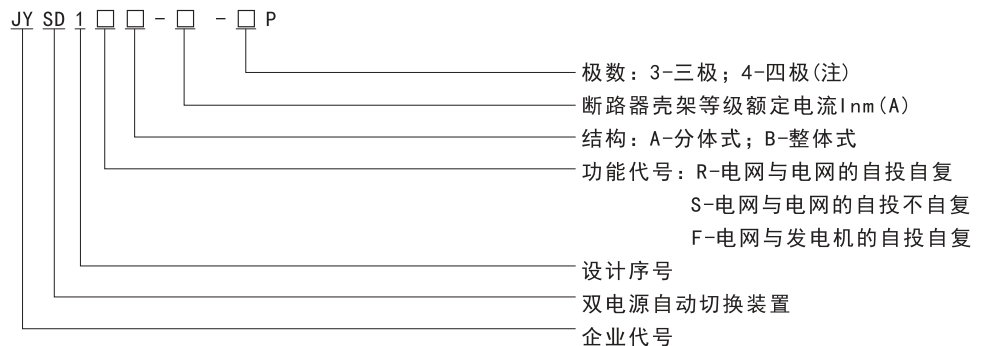 JY SD 1 □ □ - □ - □ P
极数：3-三极；4-四极(注)
断路器壳架等级额定电流Inm(A)
结构：A-分体式；B-整体式
功能代号：R-电网与电网的自投自复
S-电网与电网的自投不自复
F-电网与发电机的自投自复
设计序号
双电源自动切换装置
企业代号